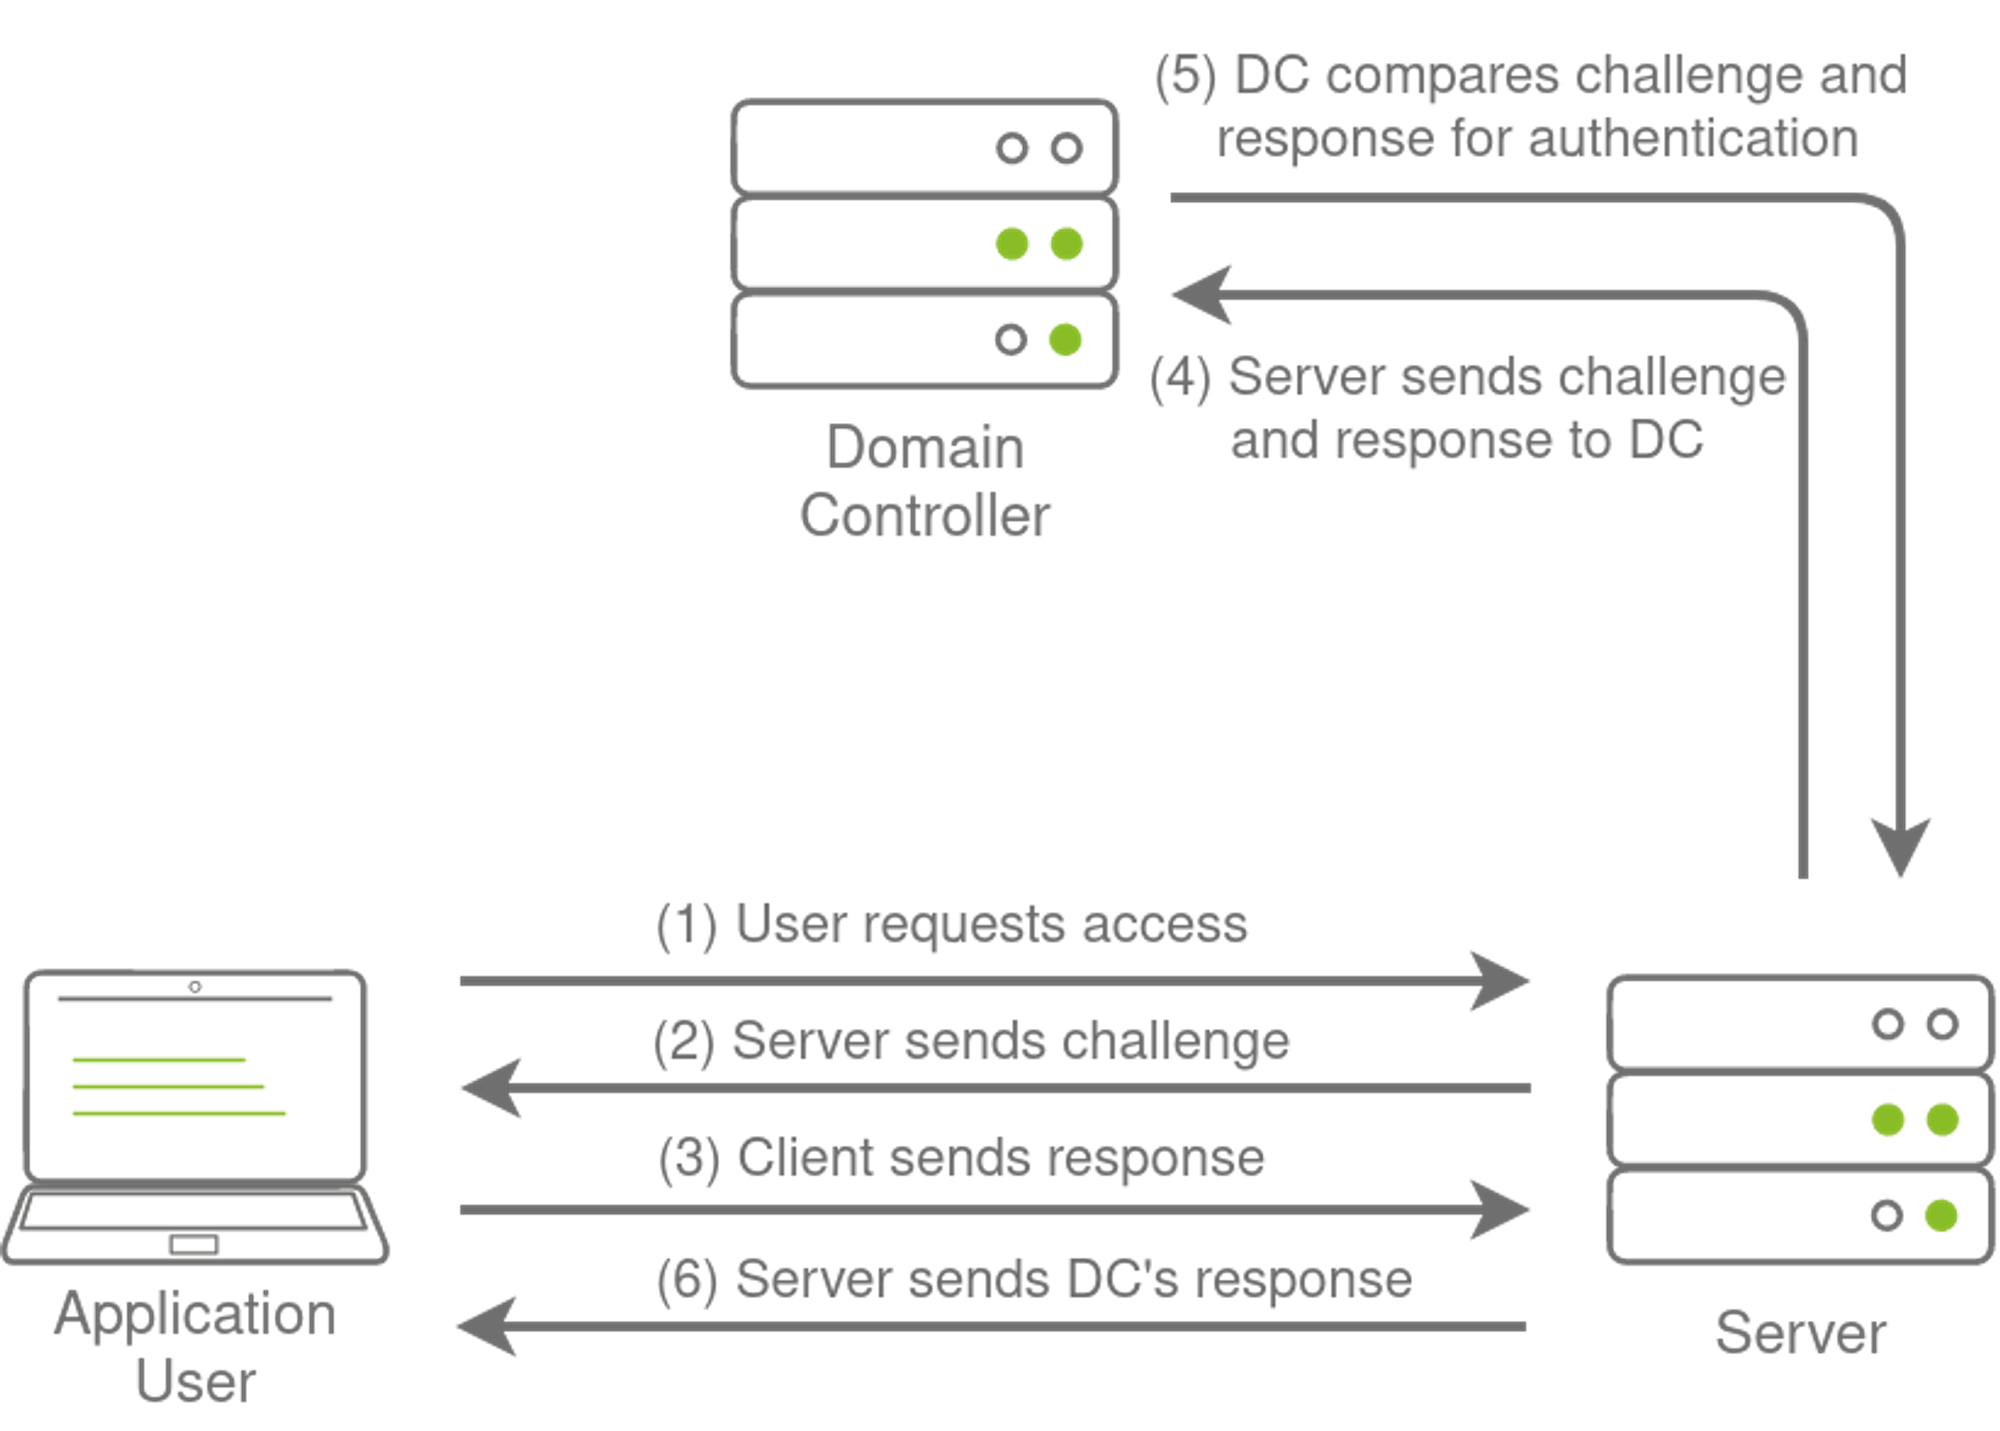 (5) DC compares challenge and
response for authentication
(4) Server sends challenge
and response to DC
Domain
Controller
(1) User requests access
(2) Server sends challenge
(3) Client sends response
(6) Server sends DC's response
Application
User
Server